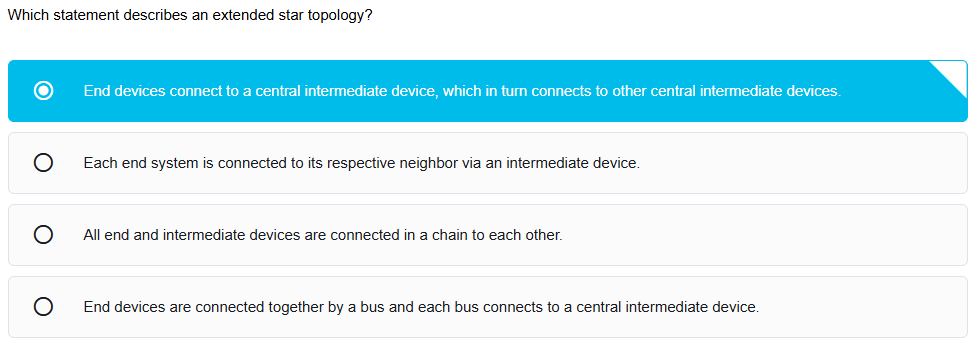 Which statement describes an extended star topology?
End devices connect to a central intermediate device, which in turn connects to other central intermediate devices.
Each end system is connected to its respective neighbor via an intermediate device.
All end and intermediate devices are connected in a chain to each other.
End devices are connected together by a bus and each bus connects to a central intermediate device.